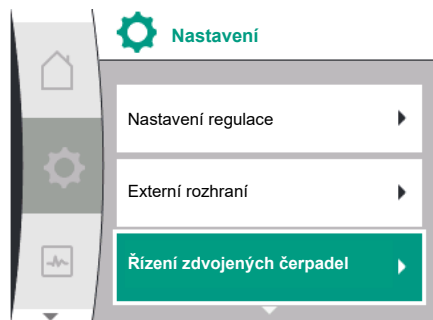 Nastavení
Nastavení regulace
Externí rozhraní
Řízení zdvojených čerpadel